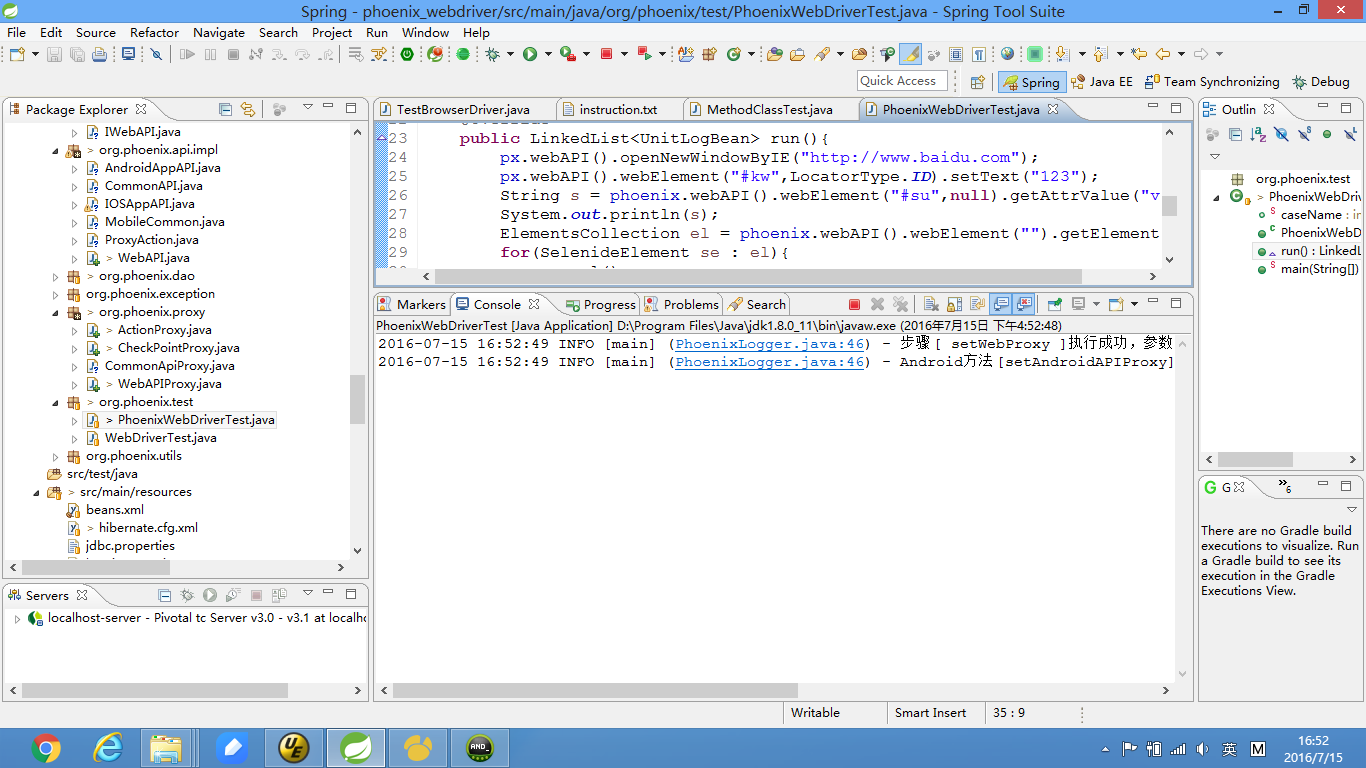 Spring - phoenix_webdriver/src/main/java/org/phoenix/test/PhoenixWebDriverTest.java - Spring Tool Suite
File Edit Source Refactor Navigate Search Project Run Window Help
Quick Access
Spring Java EE Team Synchronizing Debug
Package Explorer
IWebAPI.java
> org.phoenix.api.impl
AndroidAppAPI.java
CommonAPI.java
IOSAppAPI.java
MobileCommon.java
ProxyAction.java
> WebAPI.java
> org.phoenix.dao
org.phoenix.exception
> org.phoenix.proxy
> ActionProxy.java
> CheckPointProxy.java
CommonApiProxy.java
> WebAPIProxy.java
> org.phoenix.test
> PhoenixWebDriverTest.java
WebDriverTest.java
org.phoenix.utils
src/test/java
> src/main/resources
beans.xml
> hibernate.cfg.xml
jdbc.properties
Servers
localhost-server - Pivotal tc Server v3.0 - v3.1 at localho
TestBrowserDriver.java instruction.txt MethodClassTest.java PhoenixWebDriverTest.java
23 public LinkedList<UnitLogBean> run(){
24 px.webAPI().openNewWindowByIE("http://www.baidu.com");
25 px.webAPI().webElement("#kw",LocatorType.ID).setText("123");
26 String s = phoenix.webAPI().webElement("#su",null).getAttrValue("v
27 System.out.println(s);
28 ElementsCollection el = phoenix.webAPI().webElement("").getElement
29 for(SelenideElement se : el){
Markers Console Progress Problems Search
PhoenixWebDriverTest [Java Application] D:\Program Files\Java\jdk1.8.0_11\bin\javaw.exe (2016年7月15日 下午4:52:48)
2016-07-15 16:52:49 INFO [main] (PhoenixLogger.java:46) - 步骤[ setWebProxy ]执行成功,参数
2016-07-15 16:52:49 INFO [main] (PhoenixLogger.java:46) - Android方法[setAndroidAPIProxy]
Outlin
org.phoenix.test
> PhoenixWebDri
caseName : in
PhoenixWebD
run() : LinkedL
main(String[])
G G
»6
There are no Gradle build
executions to visualize. Run
a Gradle build to see its
execution in the Gradle
Executions View.
Writable Smart Insert 35 : 9
UE
AND_
英 M
16:52
2016/7/15